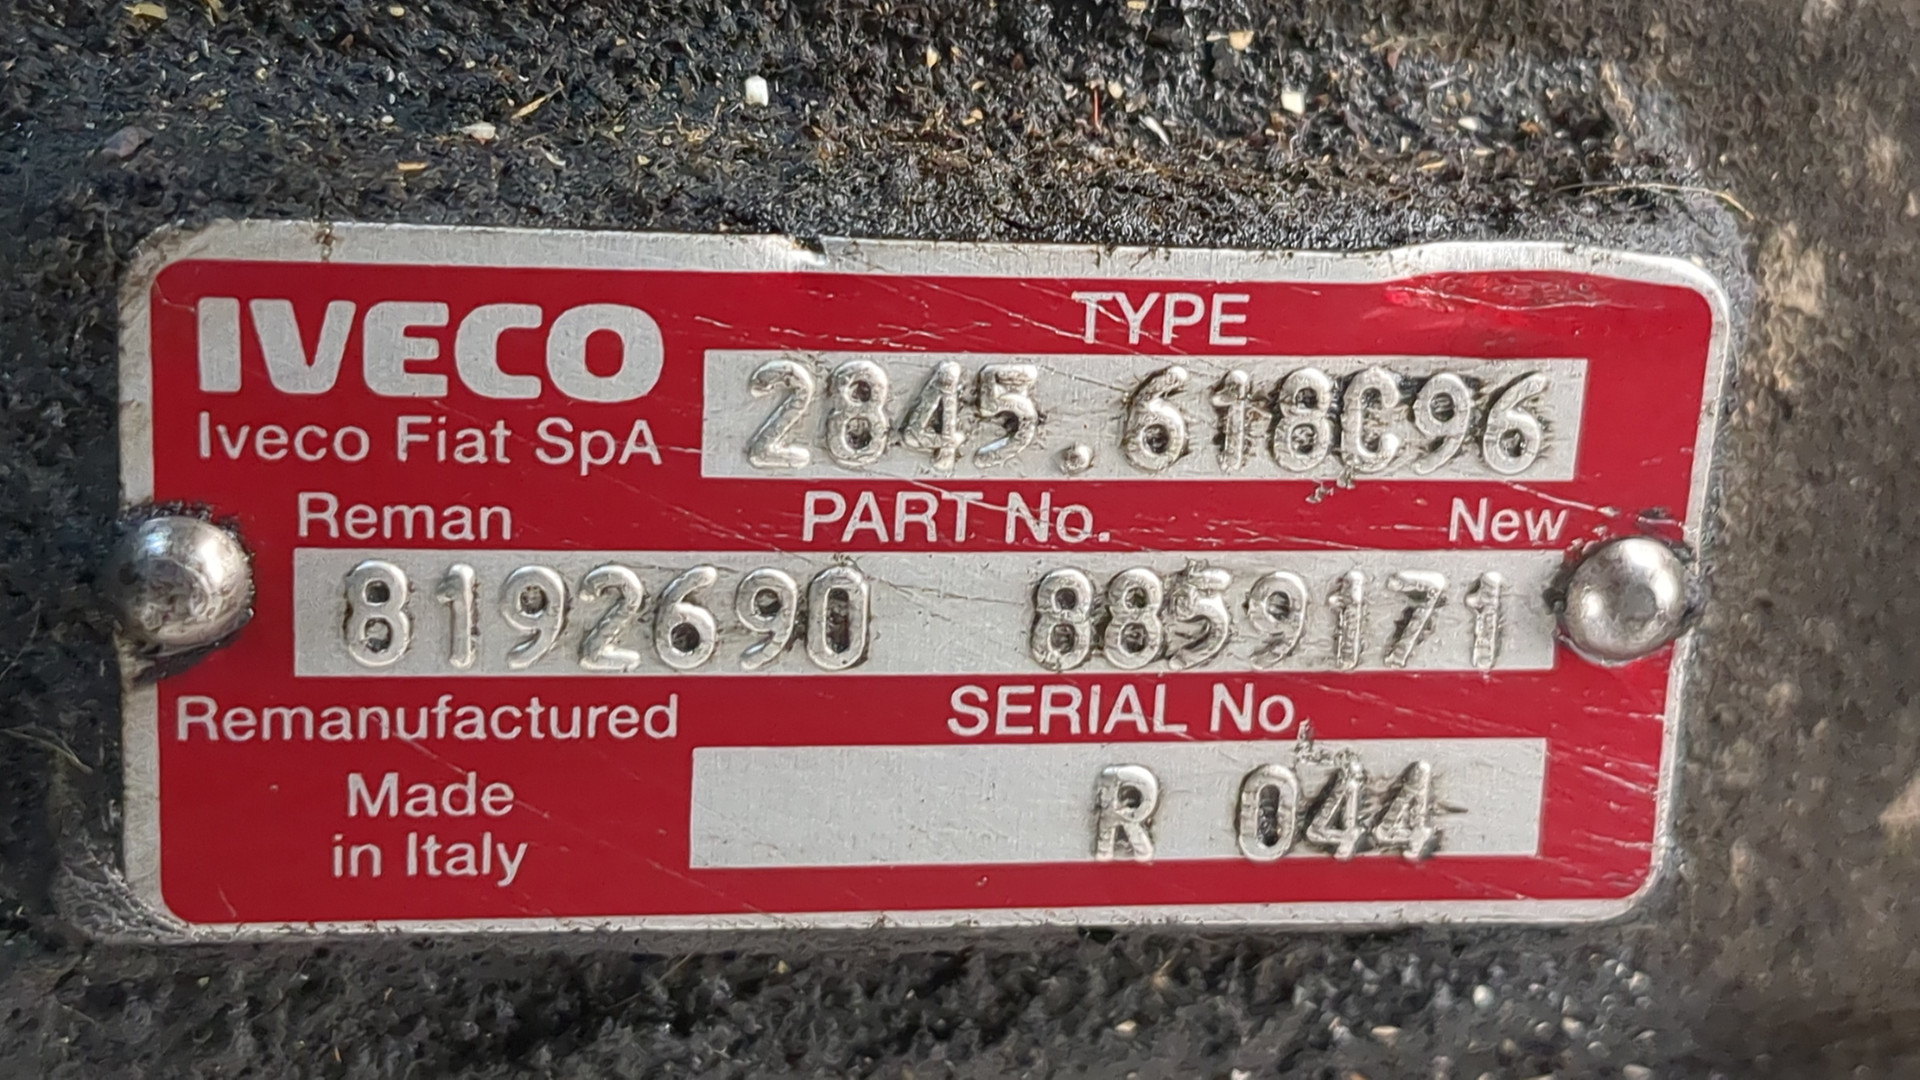 IVECO
Iveco Fiat SpA
TYPE
2845.618C96
Reman PART No. New
8192690 8859171
Remanufactured
Made
in Italy
SERIAL No.
R 044